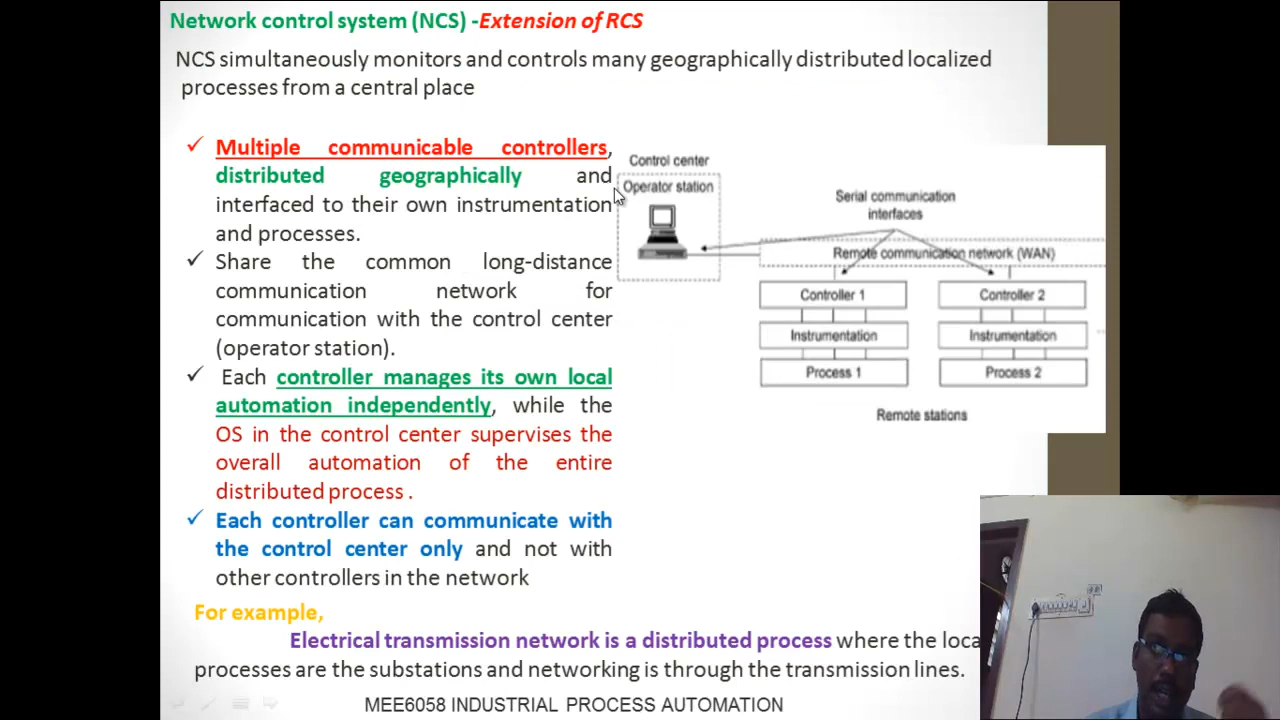 Network control system (NCS) -Extension of RCS
NCS simultaneously monitors and controls many geographically distributed localized
processes from a central place
✓ Multiple communicable controllers,
distributed geographically and
interfaced to their own instrumentation
and processes.
✓ Share the common long-distance
communication network for
communication with the control center
(operator station).
✓ Each controller manages its own local
automation independently, while the
OS in the control center supervises the
overall automation of the entire
distributed process .
✓ Each controller can communicate with
the control center only and not with
other controllers in the network
Control center
Operator station
Serial communication
interfaces
Remote communication network (WAN)
Controller 1
Controller 2
Instrumentation
Instrumentation
Process 1
Process 2
Remote stations
For example,
Electrical transmission network is a distributed process where the loca
processes are the substations and networking is through the transmission lines.
MEE6058 INDUSTRIAL PROCESS AUTOMATION